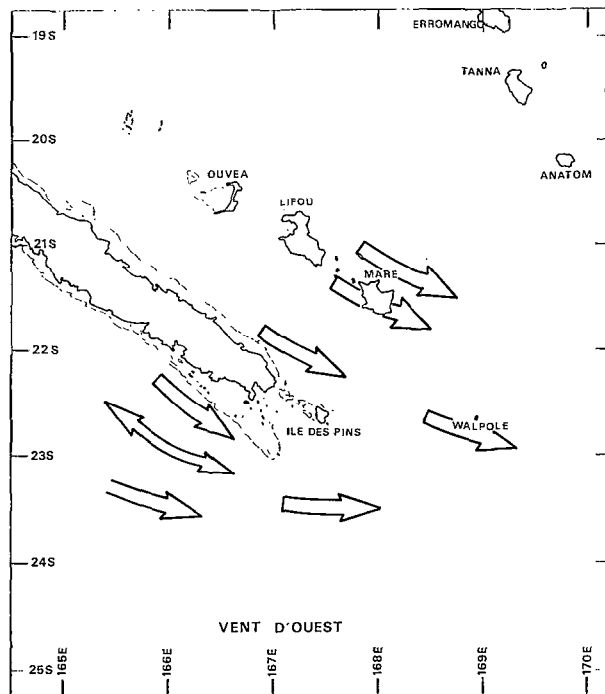 19S
ERROMANGO
TANNA
20S
OUVEA
ANATOM
LIFOU
21S
MARE
22S
ILE DES PINS
WALPOLE
23S
24S
VENT D'OUEST
25S
165E
166E
167E
168E
169E
170E